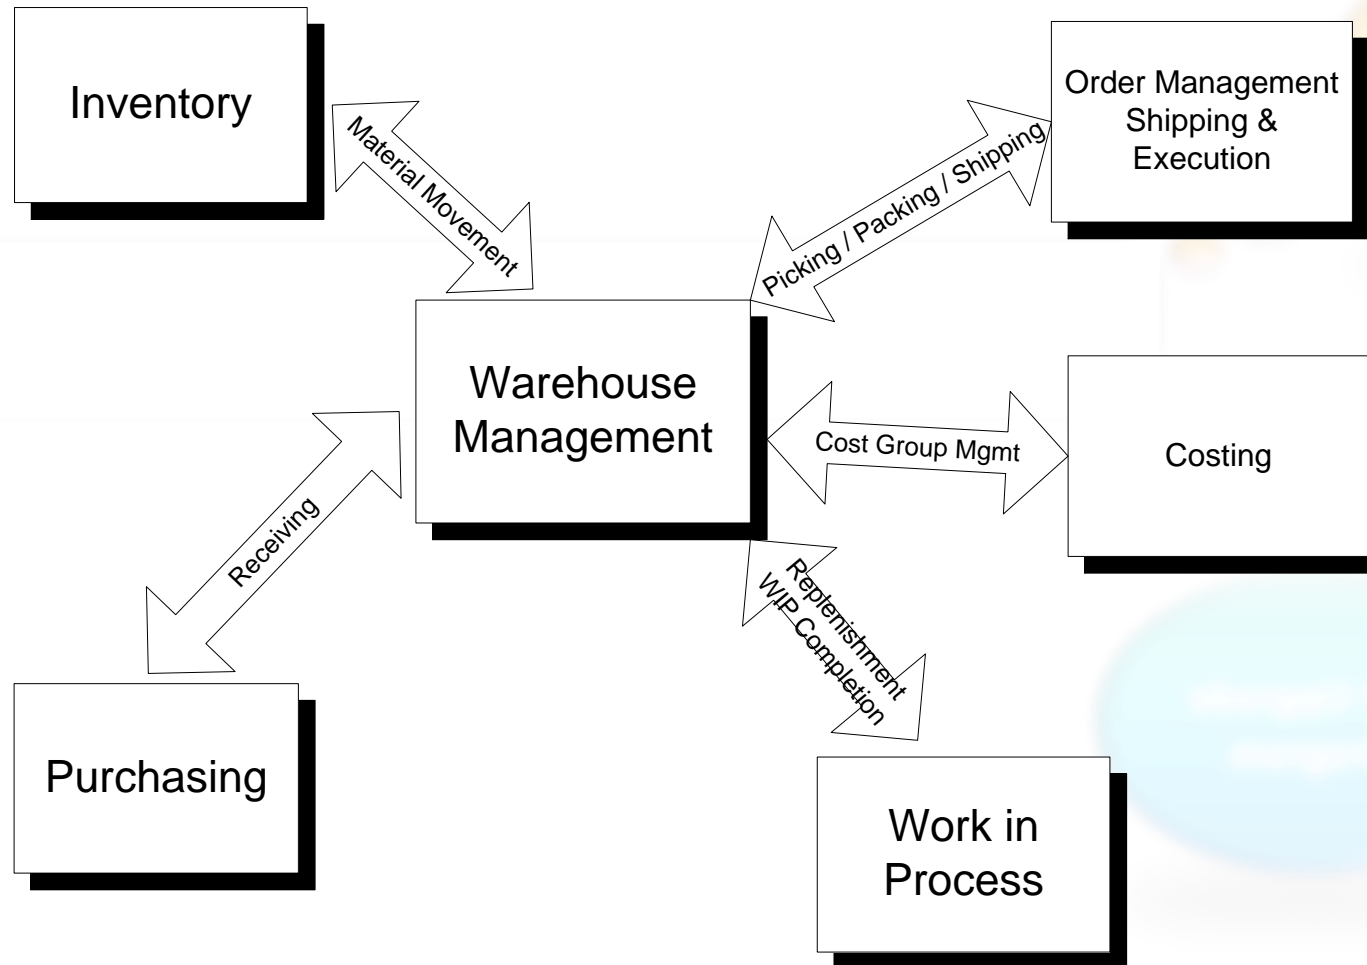 Inventory
Material Movement
Order Management
Shipping &
Execution
Picking / Packing / Shipping
Warehouse
Management
Cost Group Mgmt
Costing
Receiving
Replenishment
WIP Completion
Purchasing
Work in
Process